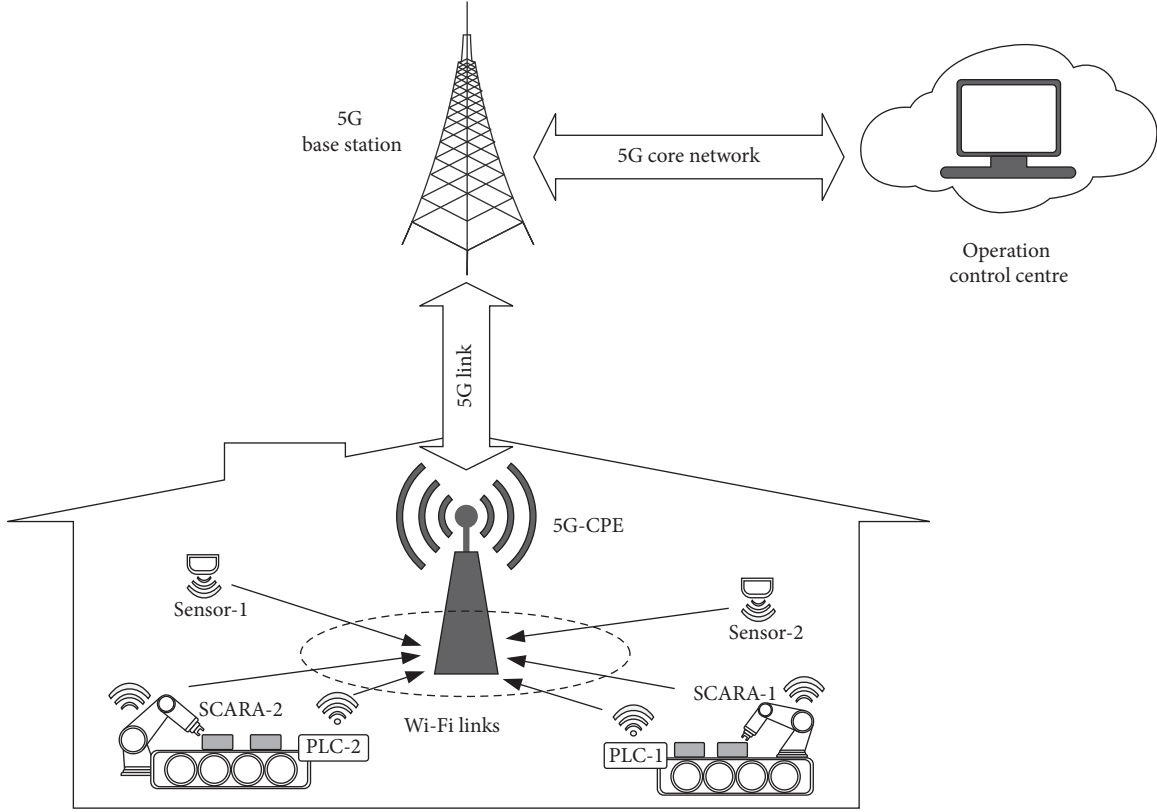 5G
base station
5G core network
Operation
control centre
5G link
5G-CPE
Sensor-1
Sensor-2
SCARA-2
SCARA-1
Wi-Fi links
PLC-2
PLC-1